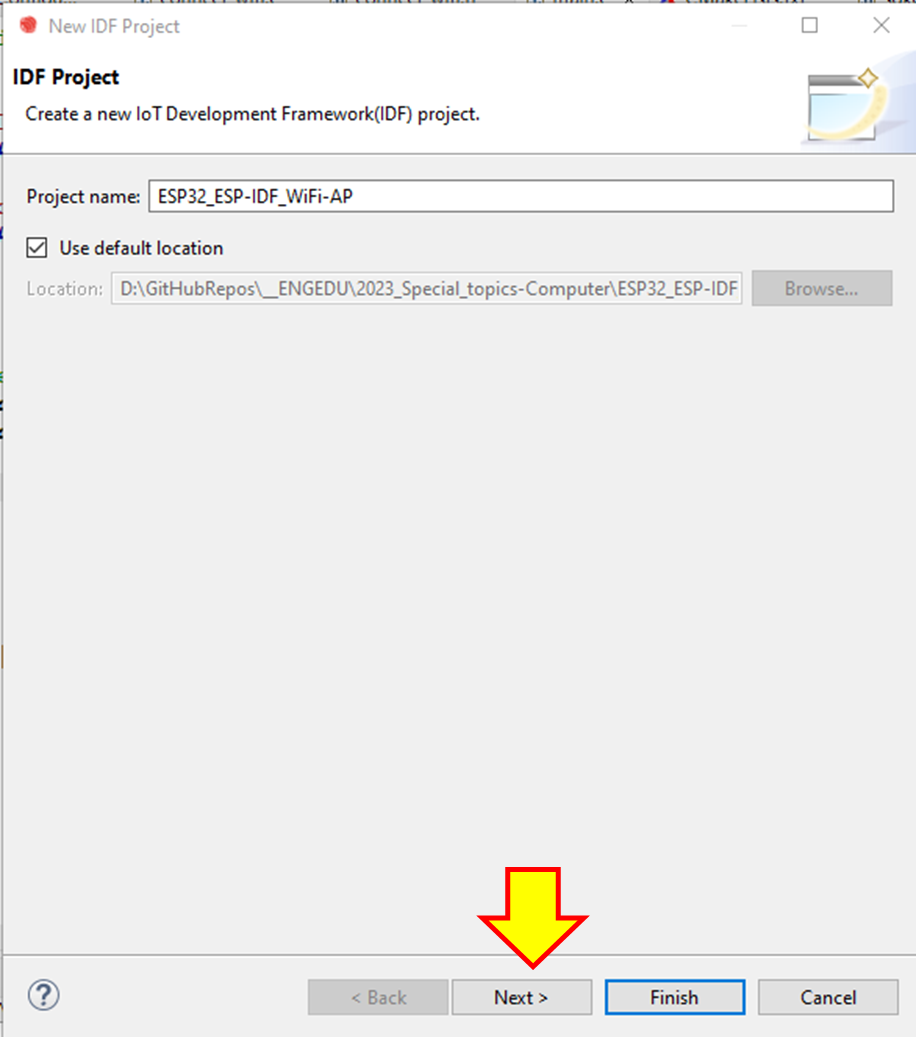 New IDF Project
IDF Project
Create a new IoT Development Framework(IDF) project.
Project name: ESP32_ESP-IDF_WiFi-AP
Use default location
Location: D:\GitHubRepos\__ENGEDU\2023_Special_topics-Computer\ESP32_ESP-IDF Browse...
? < Back Next > Finish Cancel